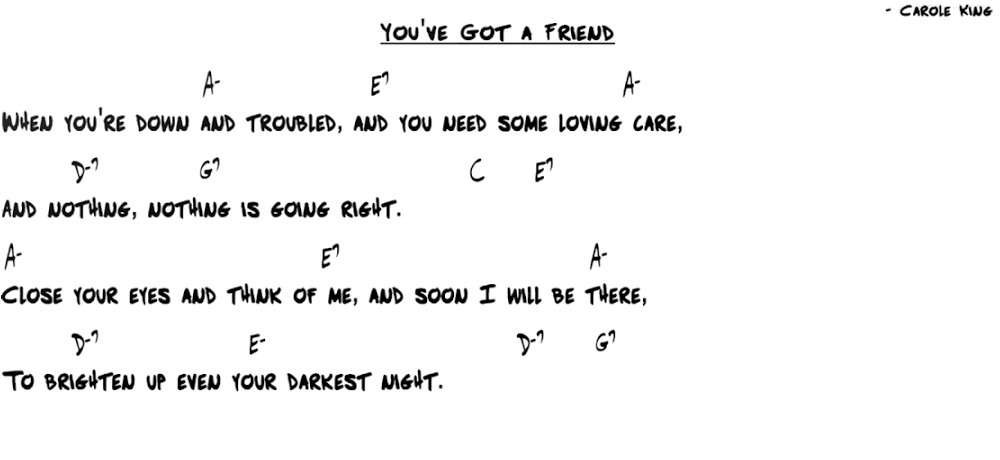 - Carole King
You've Got a Friend
A- E7 A-
When you're down and troubled, and you need some loving care,
D-7 G7 C E7
And nothing, nothing is going right.
A- E7 A-
Close your eyes and think of me, and soon I will be there,
D-7 E- D-7 G7
To brighten up even your darkest night.